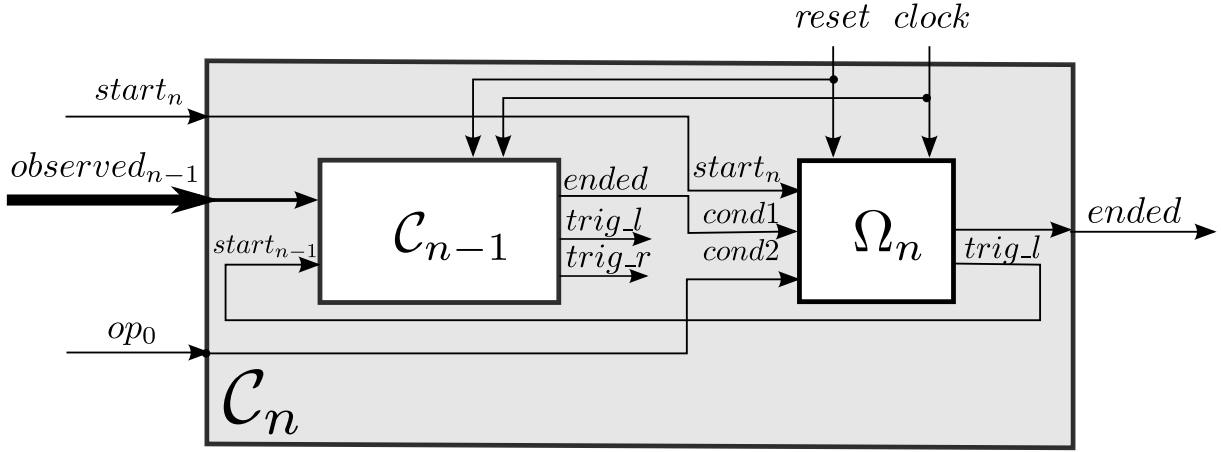 reset clock
start_n
observed_{n-1}
start_n
ended
trig_l
trig_r
cond1
cond2
C_{n-1}
Ω_n
start_{n-1}
trig_l
ended
op_0
C_n